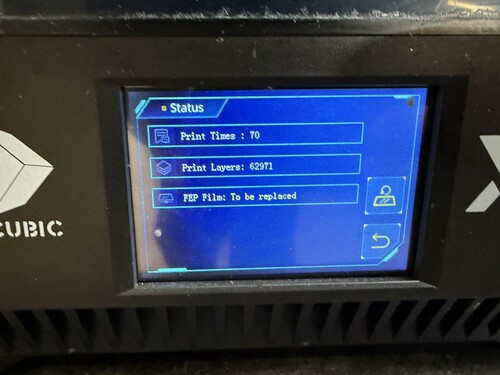 Status
Print Times : 70
Print Layers: 62971
FEP Film: To be replaced
CUBIC
X